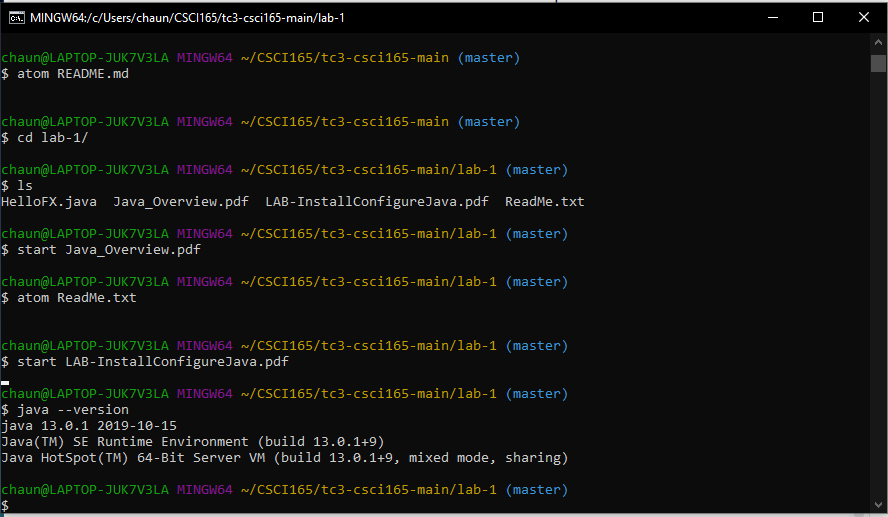 MINGW64:/c/Users/chaun/CSCI165/tc3-csci165-main/lab-1
chaun@LAPTOP-JUK7V3LA MINGW64 ~/CSCI165/tc3-csci165-main (master)
$ atom README.md
chaun@LAPTOP-JUK7V3LA MINGW64 ~/CSCI165/tc3-csci165-main (master)
$ cd lab-1/
chaun@LAPTOP-JUK7V3LA MINGW64 ~/CSCI165/tc3-csci165-main/lab-1 (master)
$ ls
HelloFX.java  Java_Overview.pdf  LAB-InstallConfigureJava.pdf  ReadMe.txt
chaun@LAPTOP-JUK7V3LA MINGW64 ~/CSCI165/tc3-csci165-main/lab-1 (master)
$ start Java_Overview.pdf
chaun@LAPTOP-JUK7V3LA MINGW64 ~/CSCI165/tc3-csci165-main/lab-1 (master)
$ atom ReadMe.txt
chaun@LAPTOP-JUK7V3LA MINGW64 ~/CSCI165/tc3-csci165-main/lab-1 (master)
$ start LAB-InstallConfigureJava.pdf
chaun@LAPTOP-JUK7V3LA MINGW64 ~/CSCI165/tc3-csci165-main/lab-1 (master)
$ java --version
java 13.0.1 2019-10-15
Java(TM) SE Runtime Environment (build 13.0.1+9)
Java HotSpot(TM) 64-Bit Server VM (build 13.0.1+9, mixed mode, sharing)
chaun@LAPTOP-JUK7V3LA MINGW64 ~/CSCI165/tc3-csci165-main/lab-1 (master)
$